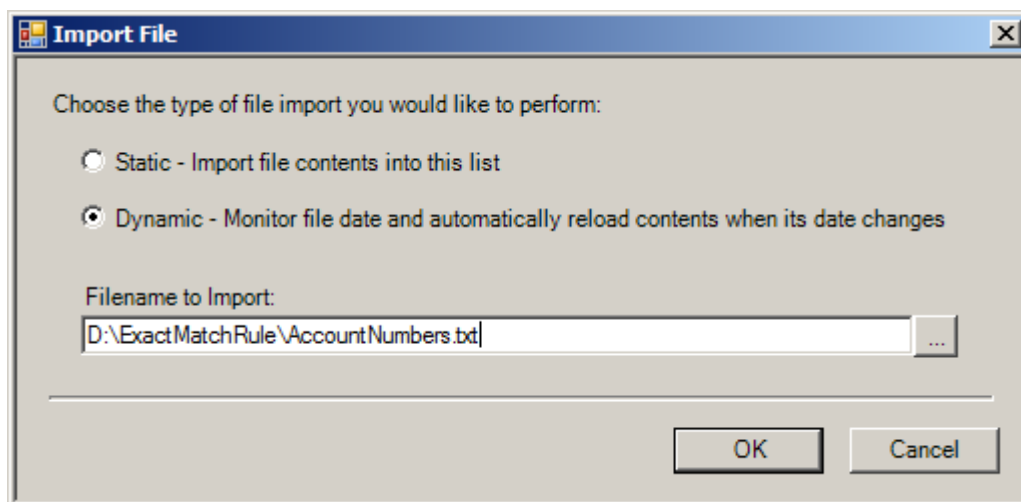 Import File
Choose the type of file import you would like to perform:
Static - Import file contents into this list
Dynamic - Monitor file date and automatically reload contents when its date changes
Filename to Import:
D:\ExactMatchRule\AccountNumbers.txt
...
OK
Cancel